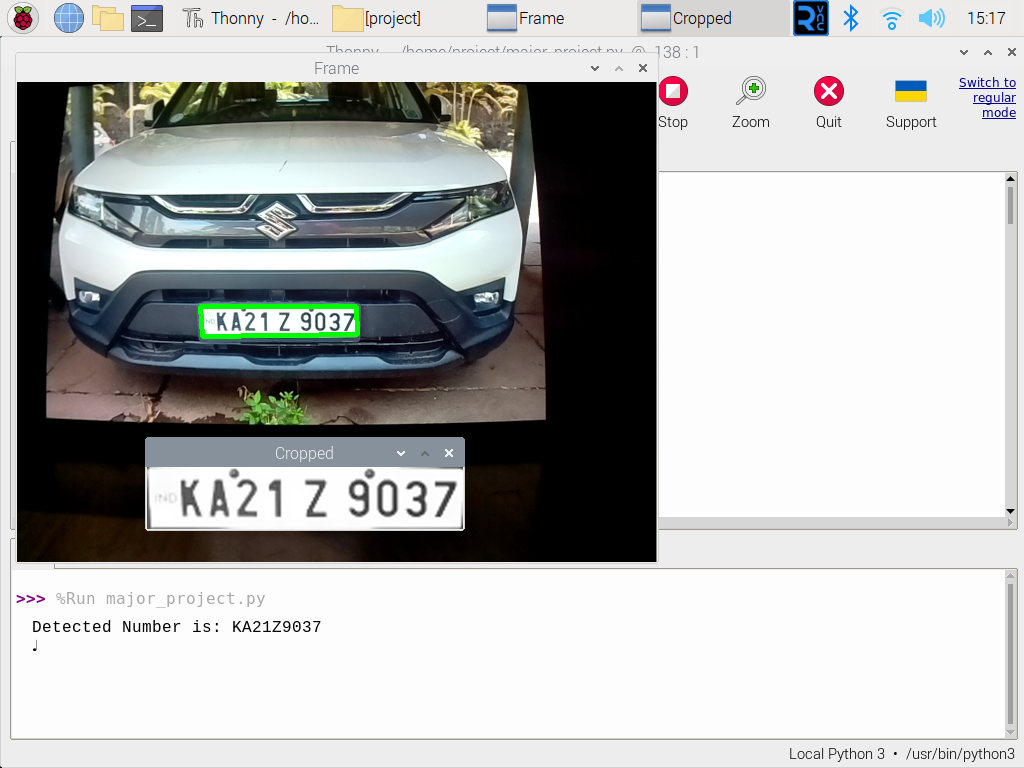 Thonny - /ho...
[project]
Frame
Cropped
15:17
Thonny - /home/project/major_project.py @ 138 : 1
Frame
Stop
Zoom
Quit
Support
Switch to
regular
mode
IND KA21 Z 9037
Cropped
IND KA21 Z 9037
>>> %Run major_project.py
Detected Number is: KA21Z9037
Local Python 3 • /usr/bin/python3